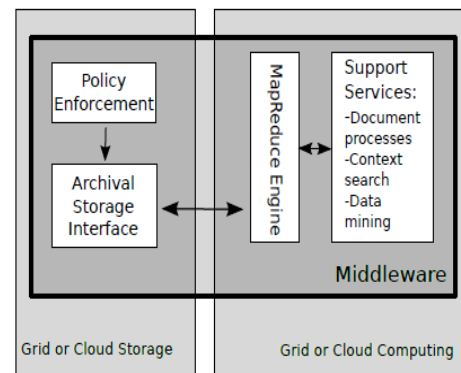 Policy
Enforcement
Archival
Storage
Interface
MapReduce Engine
Support
Services:
-Document
processes
-Context
search
-Data
mining
Middleware
Grid or Cloud Storage
Grid or Cloud Computing